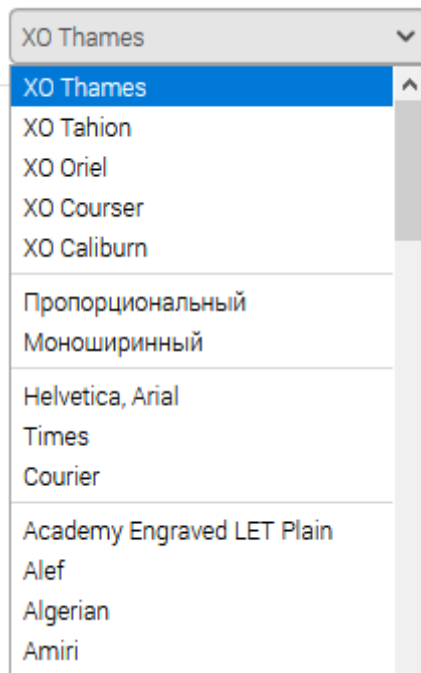 XO Thames
XO Thames
XO Tahion
XO Oriel
XO Courser
XO Caliburn
Пропорциональный
Моноширинный
Helvetica, Arial
Times
Courier
Academy Engraved LET Plain
Alef
Algerian
Amiri